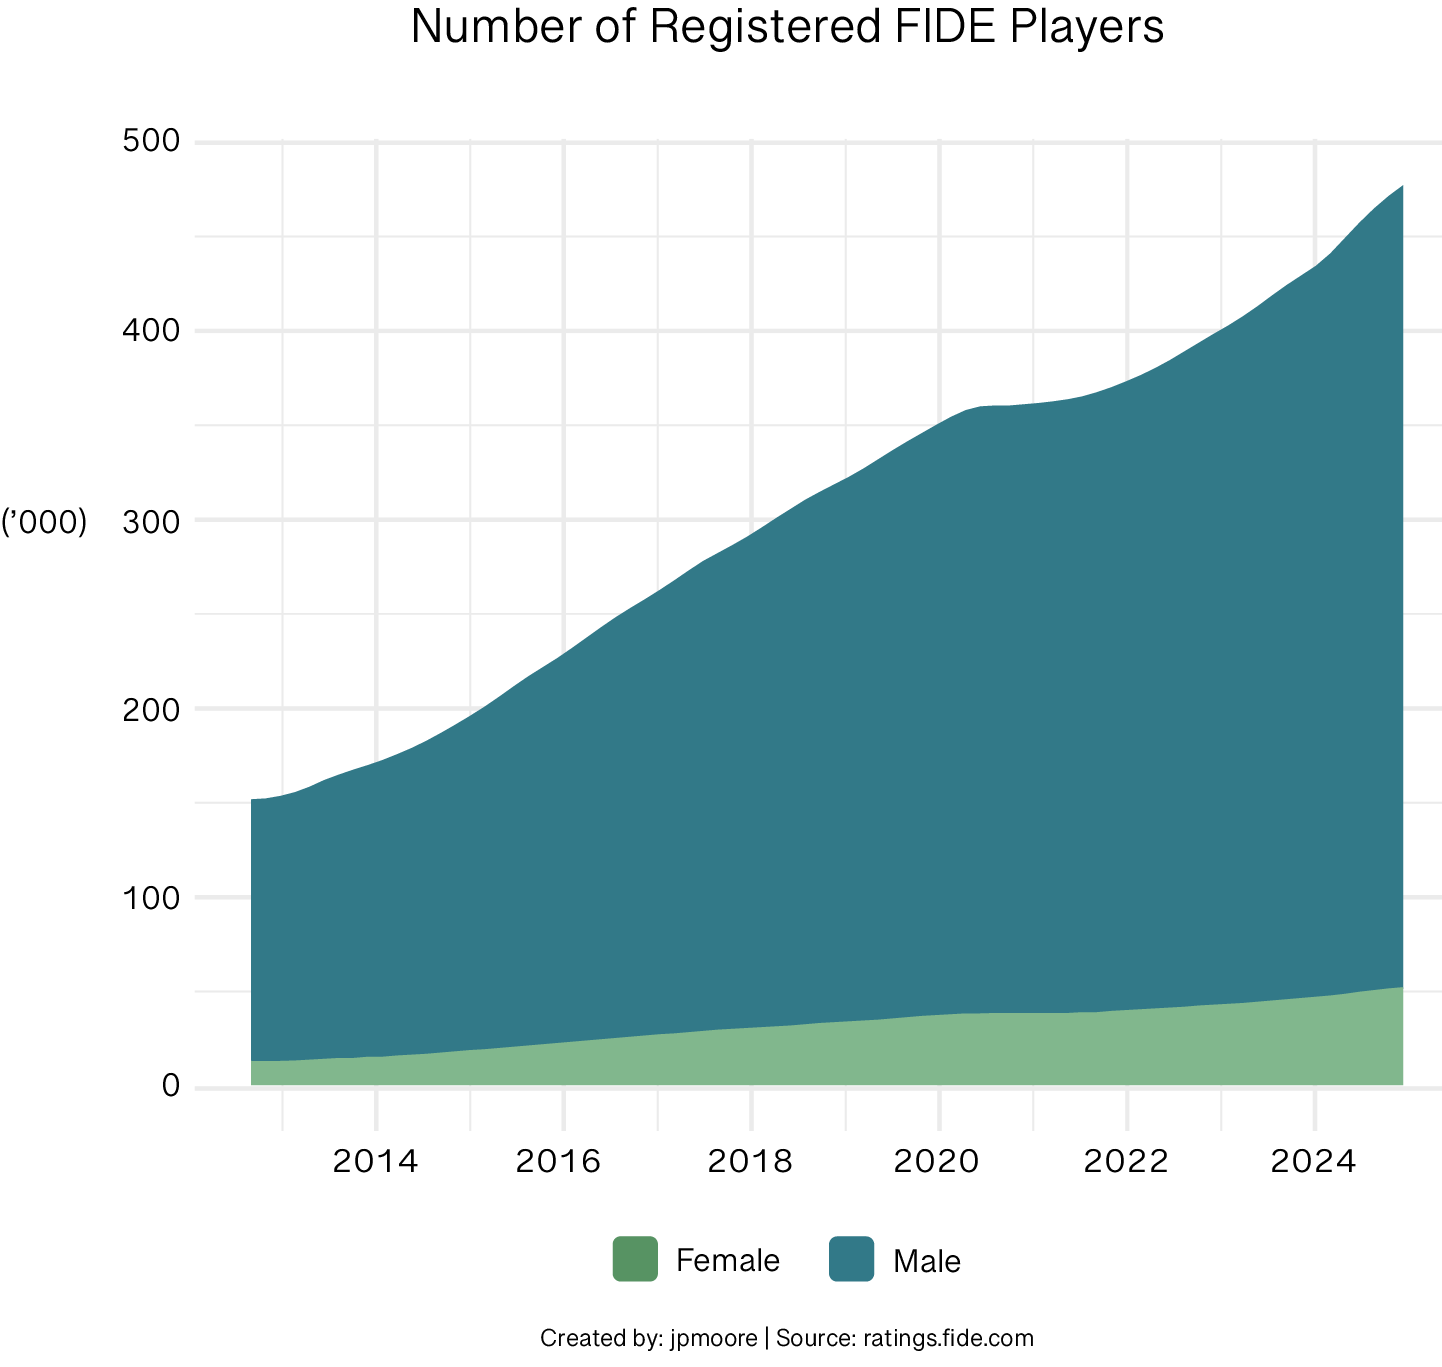 Number of Registered FIDE Players
500
400
(’000) 300
200
100
0
2014 2016 2018 2020 2022 2024
Female Male
Created by: jpmoore | Source: ratings.fide.com